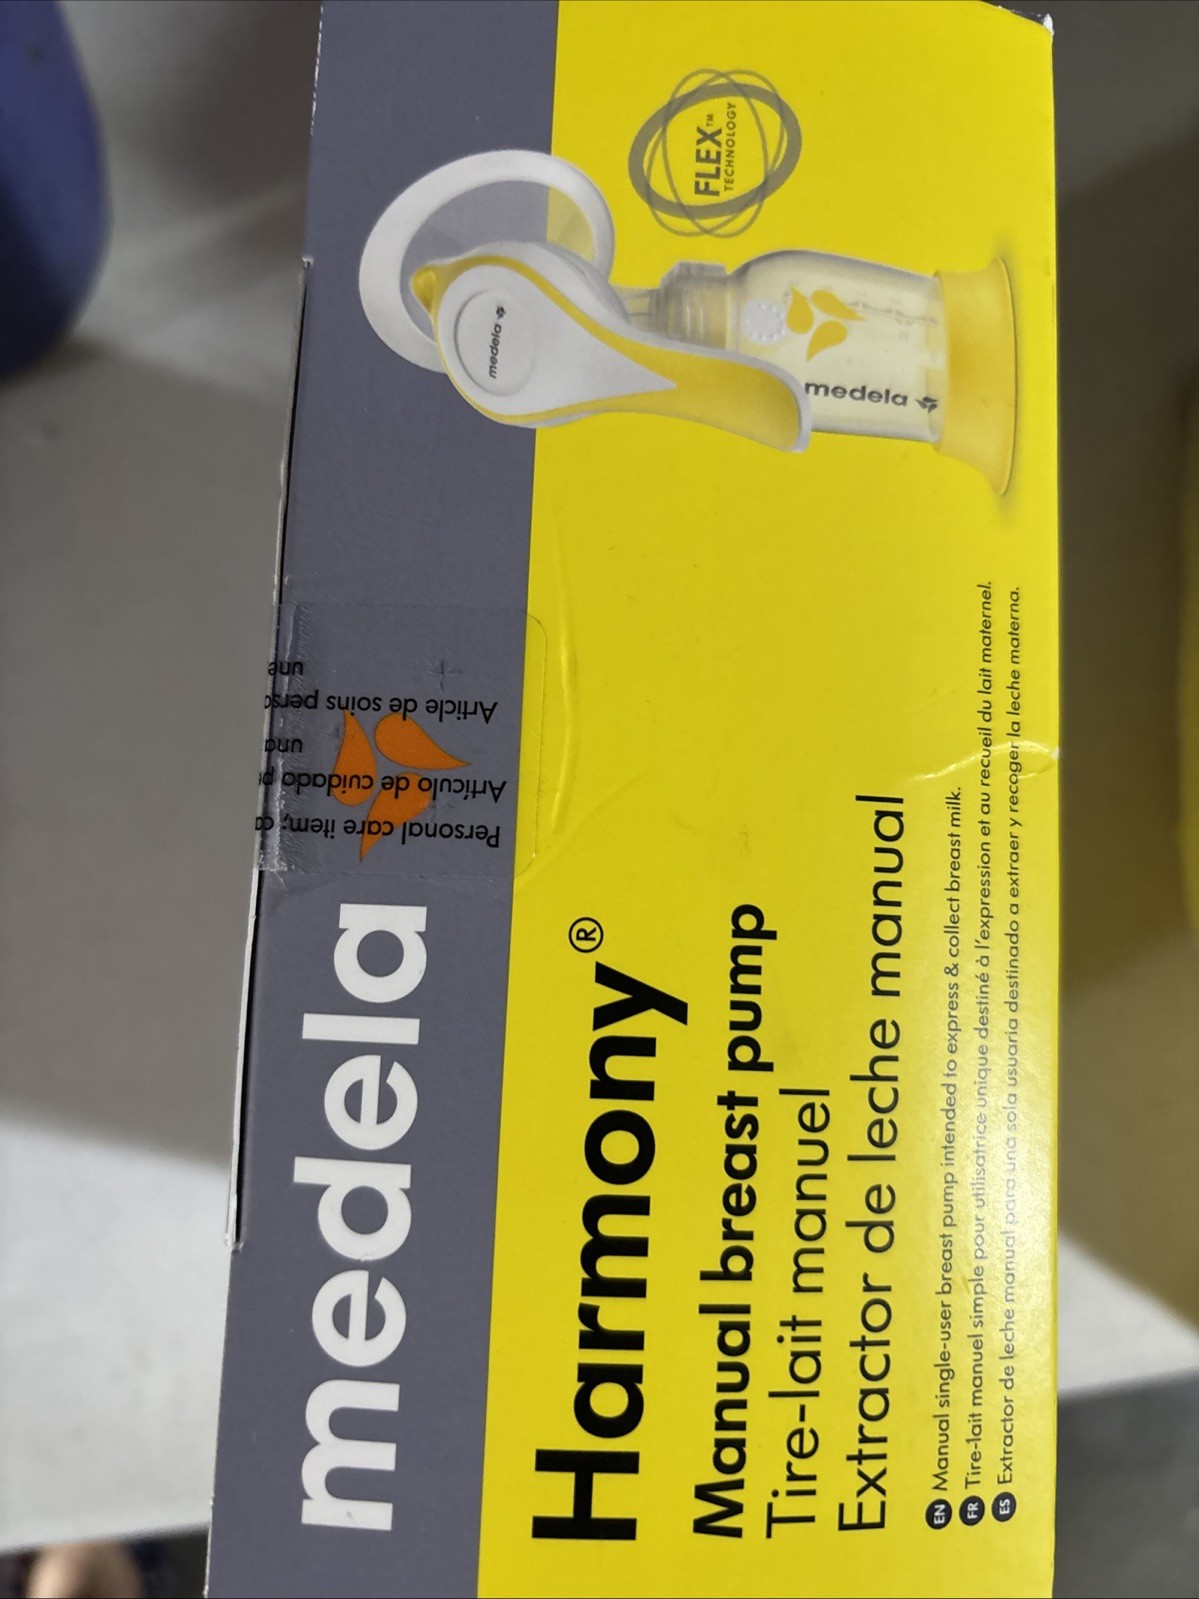 medela
Personal care item;
Artículo de cuidado
una
Article de soins
une
Harmony®
Manual breast pump
Tire-lait manuel
Extractor de leche manual
EN Manual single-user breast pump intended to express & collect breast milk.
FR Tire-lait manuel simple pour utilisatrice unique destiné à l'expression et au recueil du lait maternel.
ES Extractor de leche manual para una sola usuaria destinado a extraer y recoger la leche materna.
FLEX™
TECHNOLOGY
medela
medela